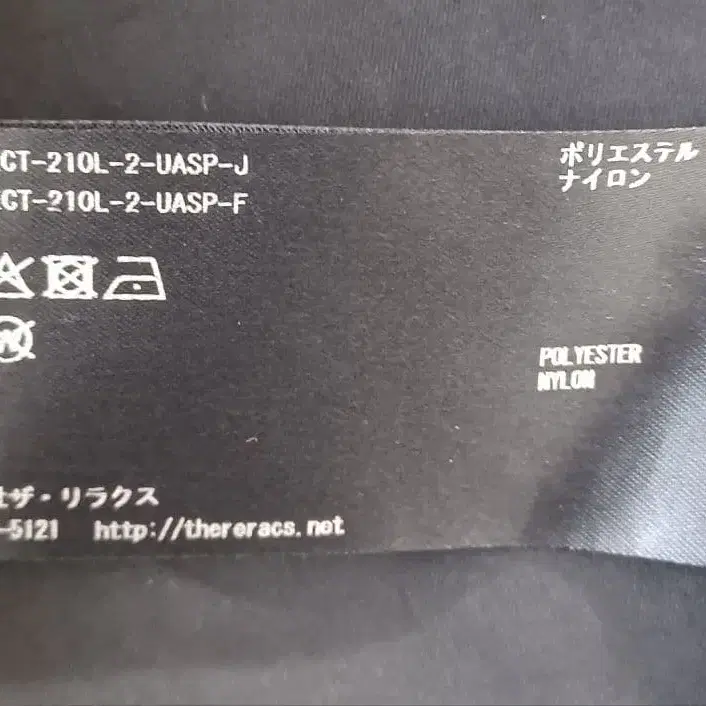 CT-210L-2-UASP-J
CT-210L-2-UASP-F
ポリエステル
ナイロン
POLYESTER
NYLON
ザ・リラクス
-5121 http://thereracs.net